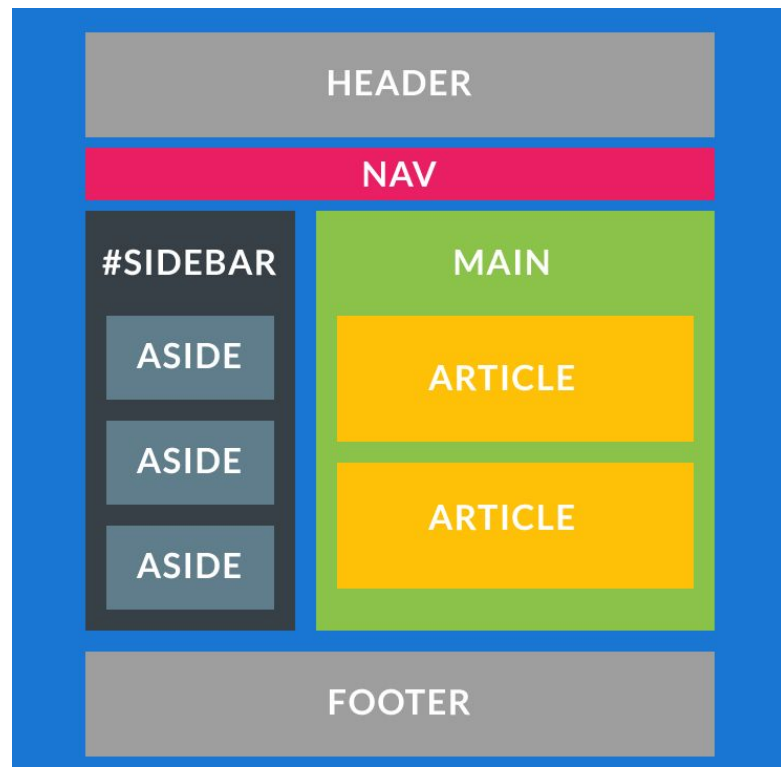 HEADER
NAV
#SIDEBAR
ASIDE
ASIDE
ASIDE
MAIN
ARTICLE
ARTICLE
FOOTER